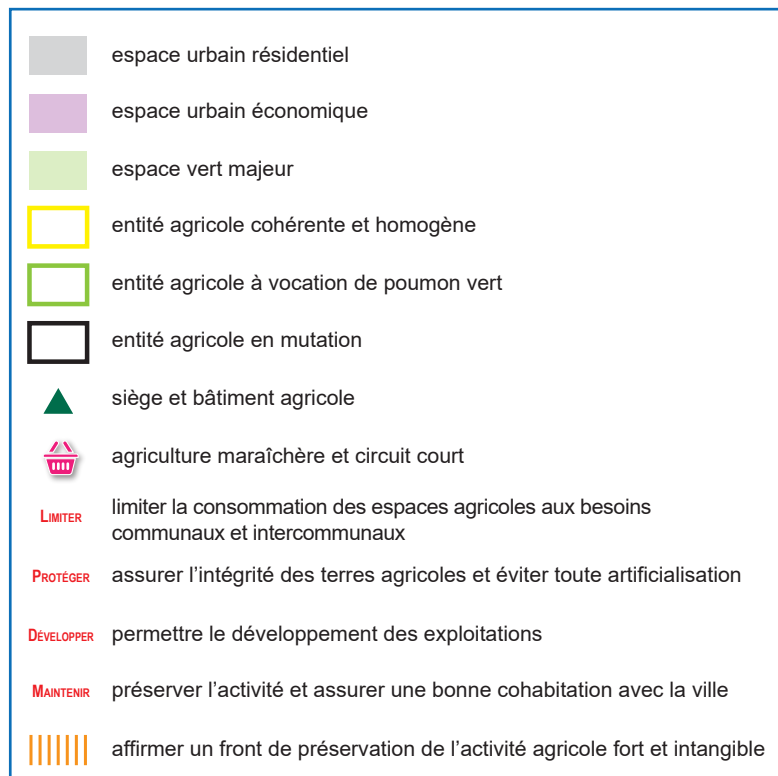 espace urbain résidentiel
espace urbain économique
espace vert majeur
entité agricole cohérente et homogène
entité agricole à vocation de poumon vert
entité agricole en mutation
siège et bâtiment agricole
agriculture maraîchère et circuit court
LIMITER limiter la consommation des espaces agricoles aux besoins
communaux et intercommunaux
PROTÉGER assurer l’intégrité des terres agricoles et éviter toute artificialisation
DÉVELOPPER permettre le développement des exploitations
MAINTENIR préserver l’activité et assurer une bonne cohabitation avec la ville
affirmer un front de préservation de l’activité agricole fort et intangible